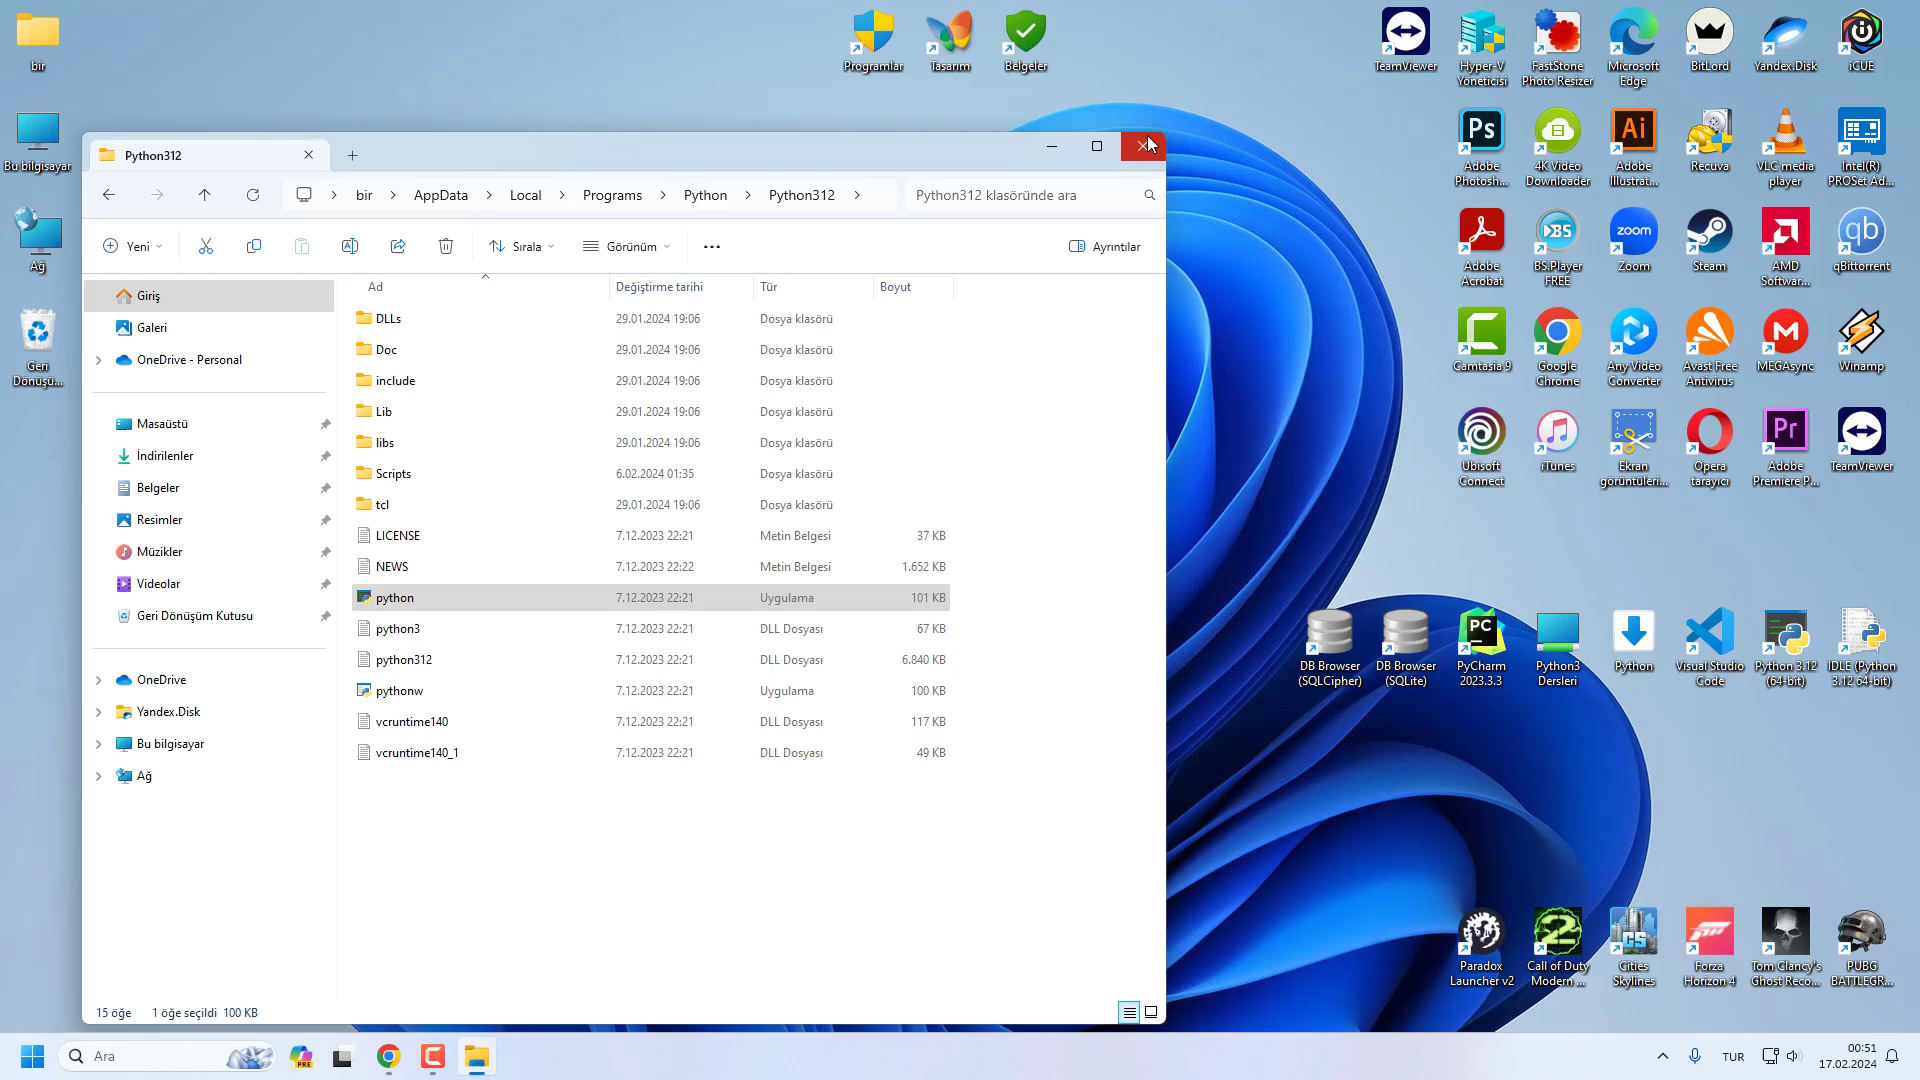 bir
Bu bilgisayar
Ağ
Geri
Dönüşü...
Programlar
Tasarım
Belgeler
TeamViewer
Hyper-V
Yöneticisi
FastStone
Photo Resizer
Microsoft
Edge
BitLord
Yandex.Disk
iCUE
Ps
Adobe
Photosh...
4K Video
Downloader
Ai
Adobe
Illustrat...
Recuva
VLC media
player
Intel(R)
PROSet Ad...
Adobe
Acrobat
BS
BS.Player
FREE
zoom
Zoom
Steam
AMD
Softwar...
qb
qBittorrent
Camtasia 9
Google
Chrome
Any Video
Converter
Avast Free
Antivirus
MEGAsync
Winamp
Ubisoft
Connect
iTunes
Ekran
görüntüleri...
Opera
tarayıcı
Pr
Adobe
Premiere P...
TeamViewer
DB Browser
(SQLCipher)
DB Browser
(SQLite)
PC
PyCharm
2023.3.3
Python3
Dersleri
Python
Visual Studio
Code
Python 3.12
(64-bit)
IDLE (Python
3.12 64-bit)
Paradox
Launcher v2
2
Call of Duty
Modern ...
CS
Cities
Skylines
Forza
Horizon 4
Tom Clancy's
Ghost Reco...
PUBG
BATTLEGR...
Python312
bir > AppData > Local > Programs > Python > Python312 >
Python312 klasöründe ara
Yeni
Sırala
Görünüm
Ayrıntılar
Giriş
Galeri
OneDrive - Personal
Masaüstü
İndirilenler
Belgeler
Resimler
Müzikler
Videolar
Geri Dönüşüm Kutusu
OneDrive
Yandex.Disk
Bu bilgisayar
Ağ
Ad Değiştirme tarihi Tür Boyut
DLLs 29.01.2024 19:06 Dosya klasörü
Doc 29.01.2024 19:06 Dosya klasörü
include 29.01.2024 19:06 Dosya klasörü
Lib 29.01.2024 19:06 Dosya klasörü
libs 29.01.2024 19:06 Dosya klasörü
Scripts 6.02.2024 01:35 Dosya klasörü
tcl 29.01.2024 19:06 Dosya klasörü
LICENSE 7.12.2023 22:21 Metin Belgesi 37 KB
NEWS 7.12.2023 22:22 Metin Belgesi 1.652 KB
python 7.12.2023 22:21 Uygulama 101 KB
python3 7.12.2023 22:21 DLL Dosyası 67 KB
python312 7.12.2023 22:21 DLL Dosyası 6.840 KB
pythonw 7.12.2023 22:21 Uygulama 100 KB
vcruntime140 7.12.2023 22:21 DLL Dosyası 117 KB
vcruntime140_1 7.12.2023 22:21 DLL Dosyası 49 KB
15 öğe 1 öğe seçildi 100 KB
Ara
PRE
TUR
00:51
17.02.2024